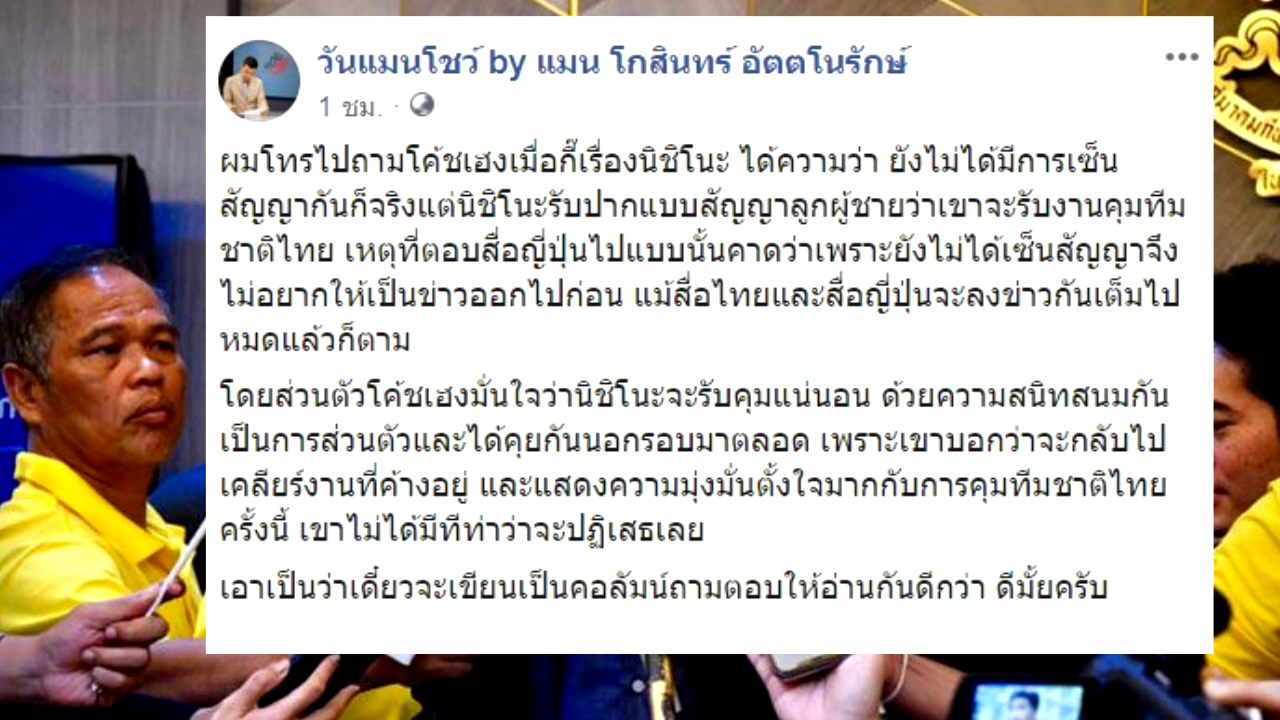 วันแมนโชว์ by แมน โกสินทร์ อัตตโนรักษ์
1 ชม. ·
ผมโทรไปถามโค้ชเฮงเมื่อกี๊เรื่องนิชิโนะ ได้ความว่า ยังไม่ได้มีการเซ็น
สัญญากันก็จริงแต่นิชิโนะรับปากแบบสัญญาลูกผู้ชายว่าเขาจะรับงานคุมทีม
ชาติไทย เหตุที่ตอบสื่อญี่ปุ่นไปแบบนั้นคาดว่าเพราะยังไม่ได้เซ็นสัญญาจึง
ไม่อยากให้เป็นข่าวออกไปก่อน แม้สื่อไทยและสื่อญี่ปุ่นจะลงข่าวกันเต็มไป
หมดแล้วก็ตาม
โดยส่วนตัวโค้ชเฮงมั่นใจว่านิชิโนะจะรับคุมแน่นอน ด้วยความสนิทสนมกัน
เป็นการส่วนตัวและได้คุยกันนอกรอบมาตลอด เพราะเขาบอกว่าจะกลับไป
เคลียร์งานที่ค้างอยู่ และแสดงความมุ่งมั่นตั้งใจมากกับการคุมทีมชาติไทย
ครั้งนี้ เขาไม่ได้มีทีท่าว่าจะปฏิเสธเลย
เอาเป็นว่าเดี๋ยวจะเขียนเป็นคอลัมน์ถามตอบให้อ่านกันดีกว่า ดีมั้ยครับ